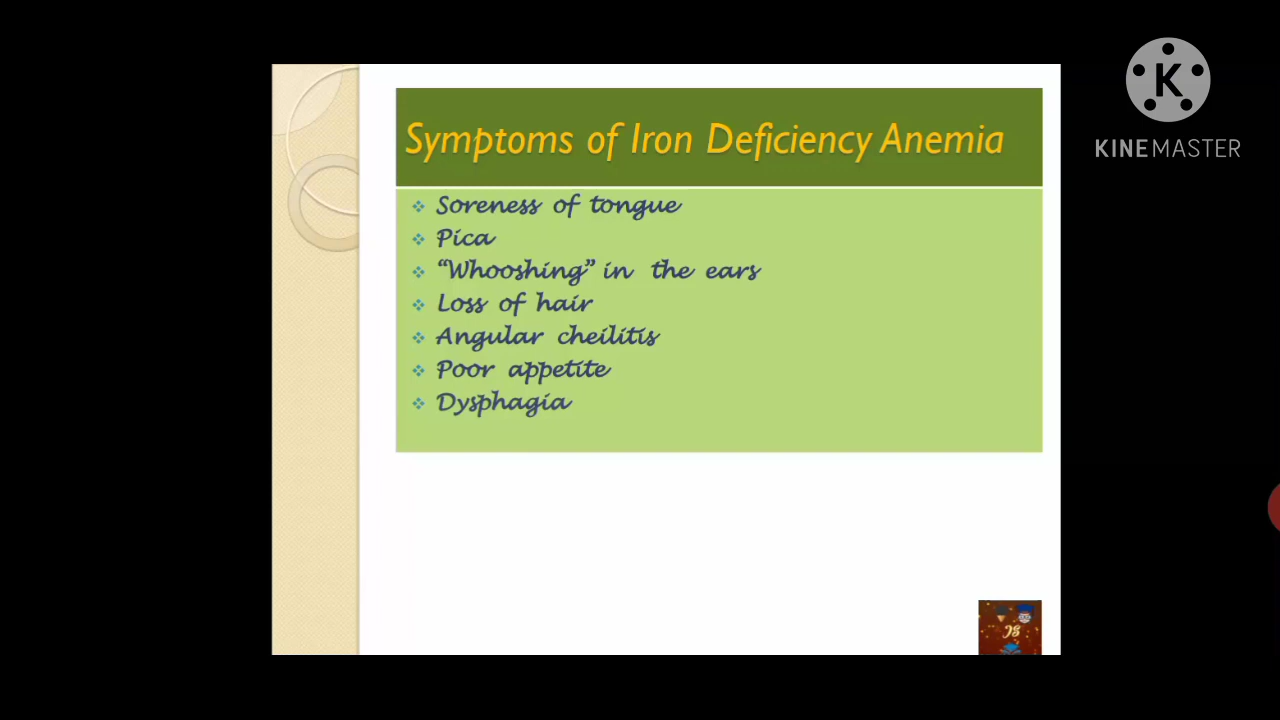 KINEMASTER
Symptoms of Iron Deficiency Anemia
Soreness of tongue
Pica
“Whooshing” in the ears
Loss of hair
Angular cheilitis
Poor appetite
Dysphagia
JS